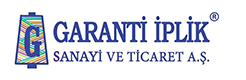 G GARANTİ İPLİK®
SANAYİ VE TİCARET A.Ş.